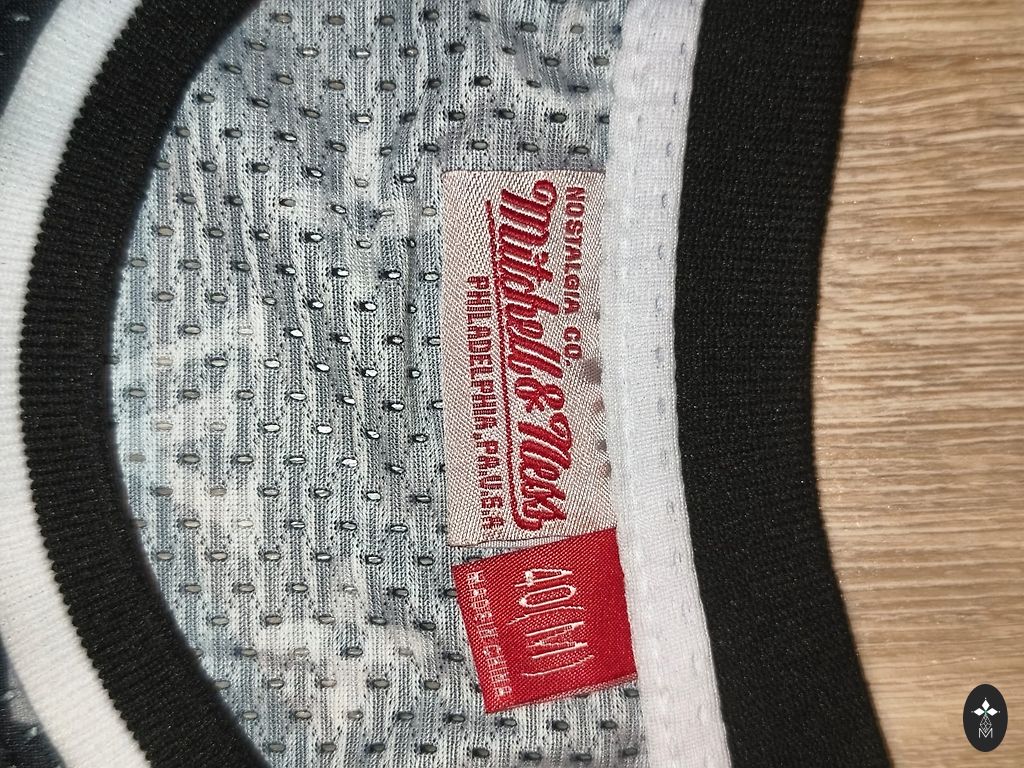 NOSTALGIA CO.
Mitchell & Ness
PHILADELPHIA, PA. U.S.A
40(M)
MADE IN CHINA
M